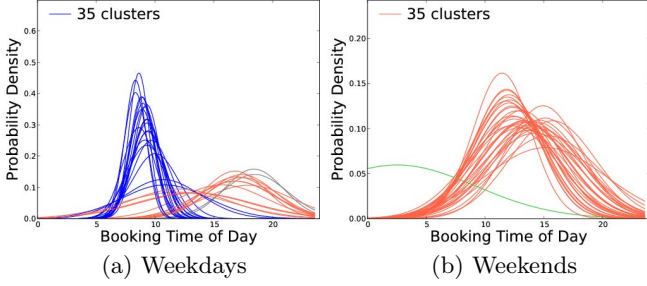 35 clusters
Probability Density
0.6
0.5
0.4
0.3
0.2
0.1
0.0
0 5 10 15 20
Booking Time of Day
(a) Weekdays
35 clusters
Probability Density
0.20
0.15
0.10
0.05
0.00
0 5 10 15 20
Booking Time of Day
(b) Weekends